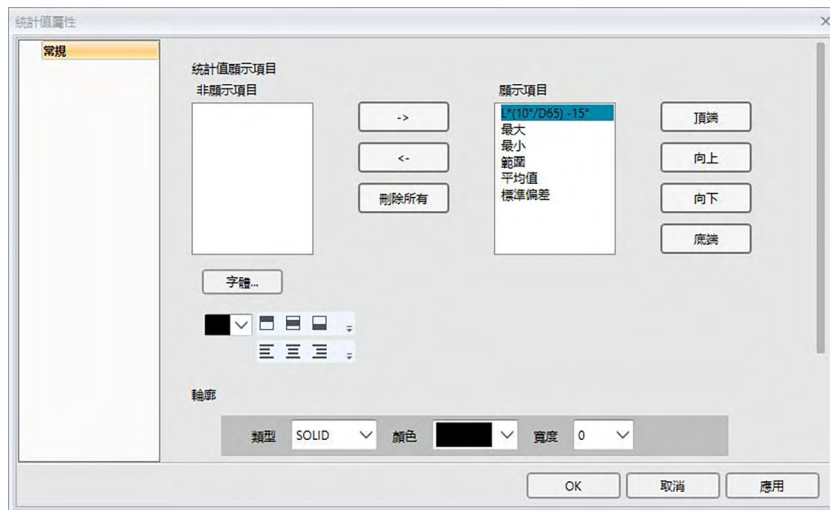 統計值屬性
常規
統計值顯示項目
非顯示項目
顯示項目
->
<-
刪除所有
L*(10°/D65) -15°
最大
最小
範圍
平均值
標準偏差
頂端
向上
向下
底端
字體...
輪廓
類型 SOLID 顏色 寬度 0
OK 取消 應用